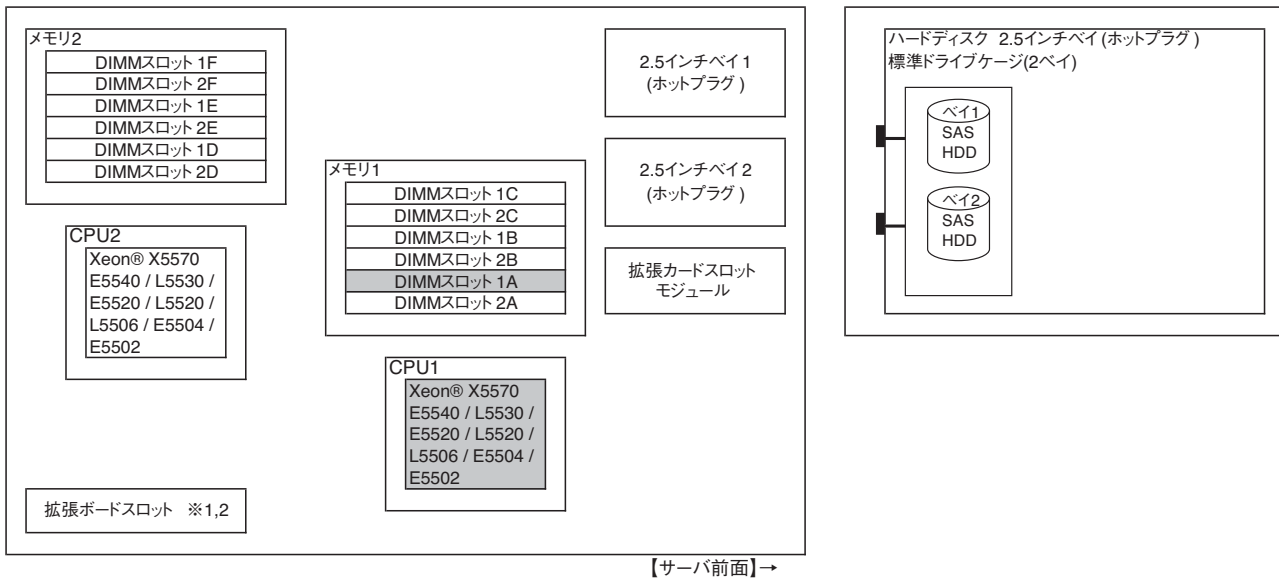 メモリ2
DIMMスロット 1F
DIMMスロット 2F
DIMMスロット 1E
DIMMスロット 2E
DIMMスロット 1D
DIMMスロット 2D
CPU2
Xeon® X5570
E5540 / L5530 /
E5520 / L5520 /
L5506 / E5504 /
E5502
拡張ボードスロット ※1,2
メモリ1
DIMMスロット 1C
DIMMスロット 2C
DIMMスロット 1B
DIMMスロット 2B
DIMMスロット 1A
DIMMスロット 2A
CPU1
Xeon® X5570
E5540 / L5530 /
E5520 / L5520 /
L5506 / E5504 /
E5502
2.5インチベイ1
(ホットプラグ )
2.5インチベイ2
(ホットプラグ )
拡張カードスロット
モジュール
【サーバ前面】→
ハードディスク 2.5インチベイ(ホットプラグ )
標準ドライブケージ(2ベイ)
ベイ1
SAS
HDD
ベイ2
SAS
HDD